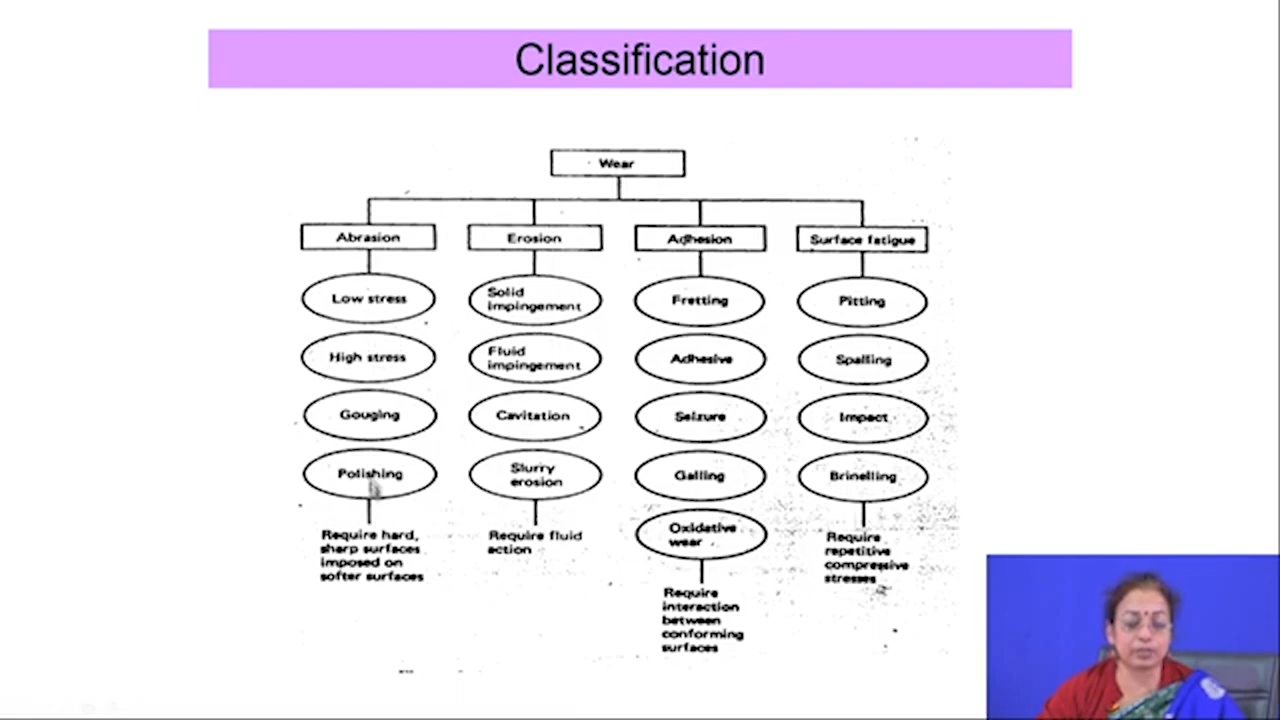 Classification
Wear
Abrasion
Erosion
Adhesion
Surface fatigue
Low stress
High stress
Gouging
Polishing
Require hard,
sharp surfaces
imposed on
softer surfaces
Solid
impingement
Fluid
impingement
Cavitation
Slurry
erosion
Require fluid
action
Fretting
Adhesive
Seizure
Galling
Oxidative
wear
Require
interaction
between
conforming
surfaces
Pitting
Spalling
Impact
Brinelling
Require
repetitive
compressive
stresses